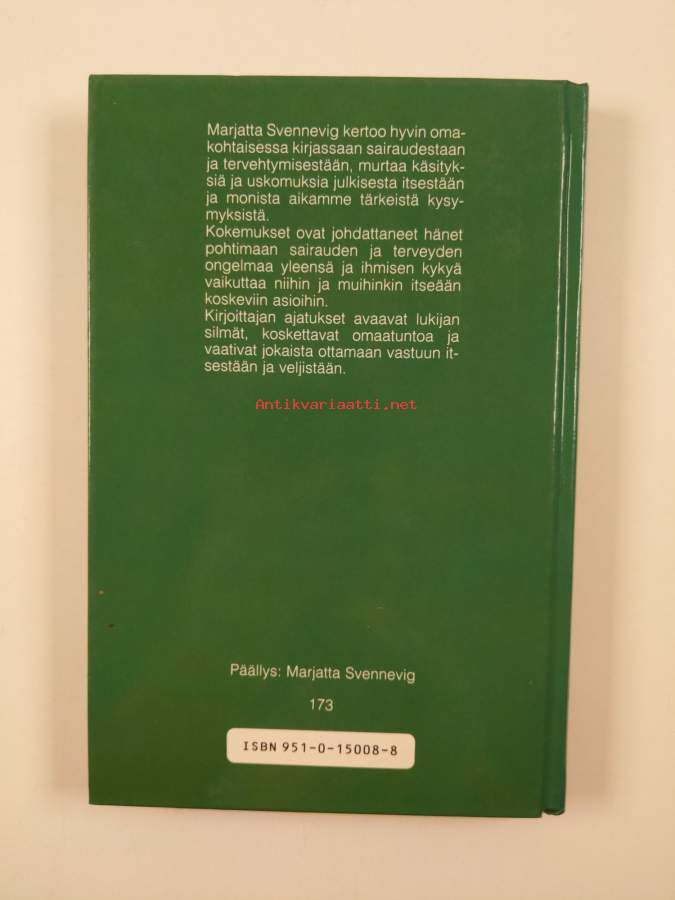 Marjatta Svennevig kertoo hyvin oma-
kohtaisessa kirjassaan sairaudestaan
ja tervehtymisestään, murtaa käsityk-
siä ja uskomuksia julkisesta itsestään
ja monista aikamme tärkeistä kysy-
myksistä.
Kokemukset ovat johdattaneet hänet
pohtimaan sairauden ja terveyden
ongelmaa yleensä ja ihmisen kykyä
vaikuttaa niihin ja muihinkin itseään
koskeviin asioihin.
Kirjoittajan ajatukset avaavat lukijan
silmät, koskettavat omaatuntoa ja
vaativat jokaista ottamaan vastuun it-
sestään ja veljistään.
Antikvariaatti.net
Päällys: Marjatta Svennevig
173
ISBN 951-0-15008-8